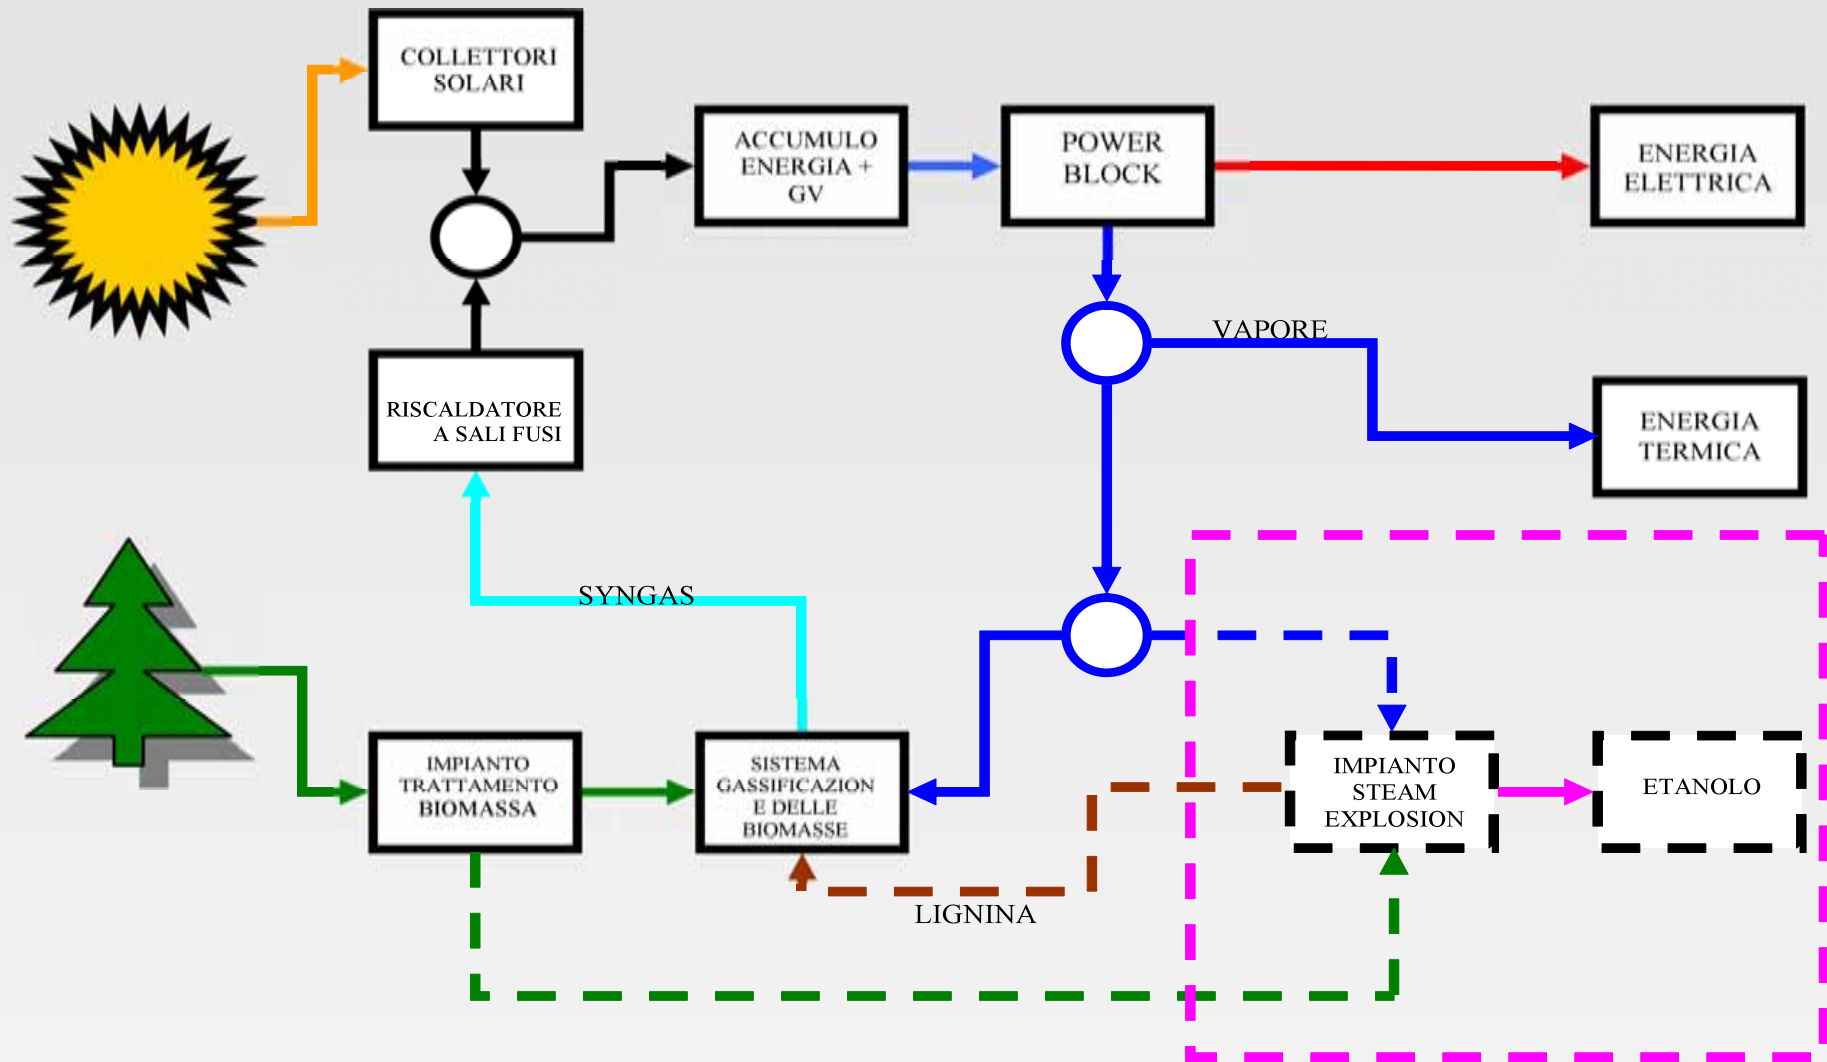 COLLETTORI
SOLARI
ACCUMULO
ENERGIA +
GV
POWER
BLOCK
ENERGIA
ELETTRICA
VAPORE
RISCALDATORE
A SALI FUSI
ENERGIA
TERMICA
SYNGAS
IMPIANTO
TRATTAMENTO
BIOMASSA
SISTEMA
GASSIFICAZION
E DELLE
BIOMASSE
IMPIANTO
STEAM
EXPLOSION
ETANOLO
LIGNINA